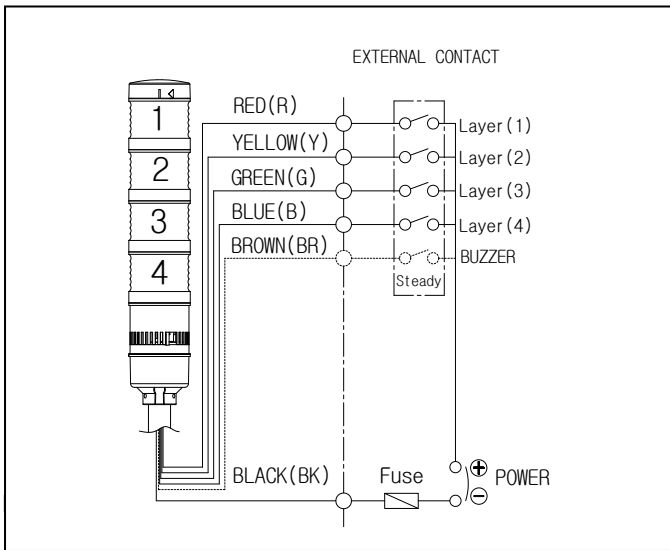 EXTERNAL CONTACT
1
RED(R)
Layer(1)
YELLOW(Y)
2
Layer(2)
GREEN(G)
Layer(3)
3
BLUE(B)
Layer(4)
BROWN(BR)
4
BUZZER
Steady
BLACK(BK)
Fuse
⊕
POWER
⊖